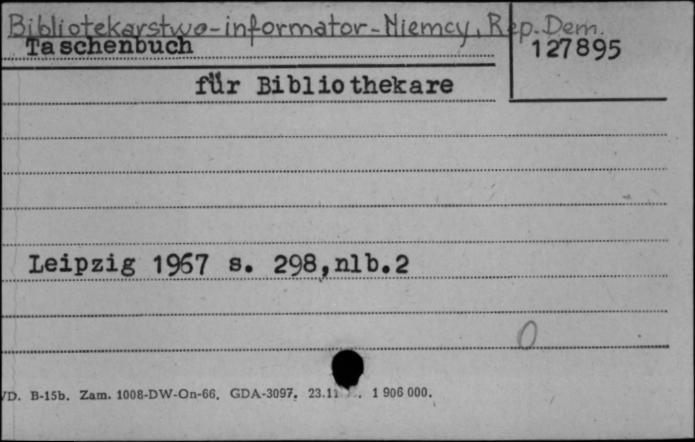 Bibliotekarstwo-informator-Niemcy, Rep. Dem.
Taschenbuch
127895
für Bibliothekare
Leipzig 1967 s. 298,nlb.2
0
VD. B-15b. Zam. 1008-DW-On-66. GDA-3097. 23.11 1 906 000.